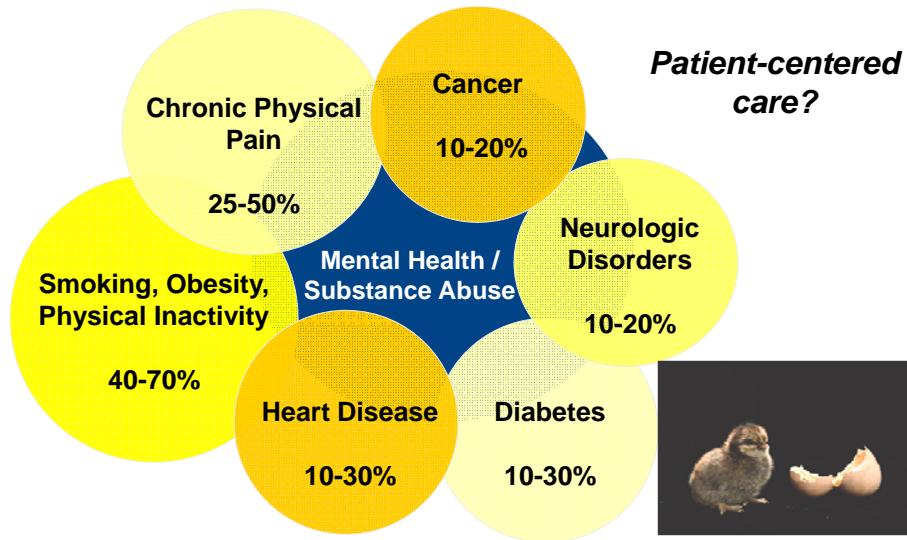 Patient-centered
care?
Cancer
10-20%
Chronic Physical
Pain
25-50%
Neurologic
Disorders
10-20%
Mental Health /
Substance Abuse
Smoking, Obesity,
Physical Inactivity
40-70%
Heart Disease
10-30%
Diabetes
10-30%